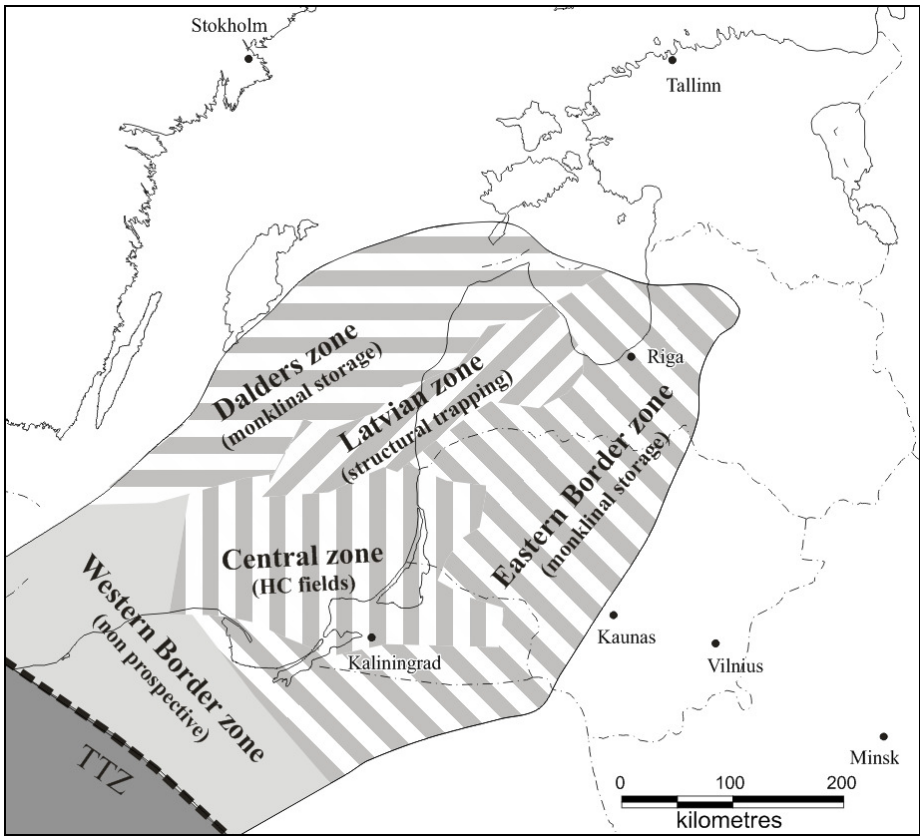 Stokholm
Tallinn
Riga
Dalders zone
(monklinal storage)
Latvian zone
(structural trapping)
Eastern Border zone
(monklinal storage)
Central zone
(HC fields)
Western Border zone
(non prospective)
Kaliningrad
Kaunas
Vilnius
Minsk
TTZ
0 100 200
kilometres